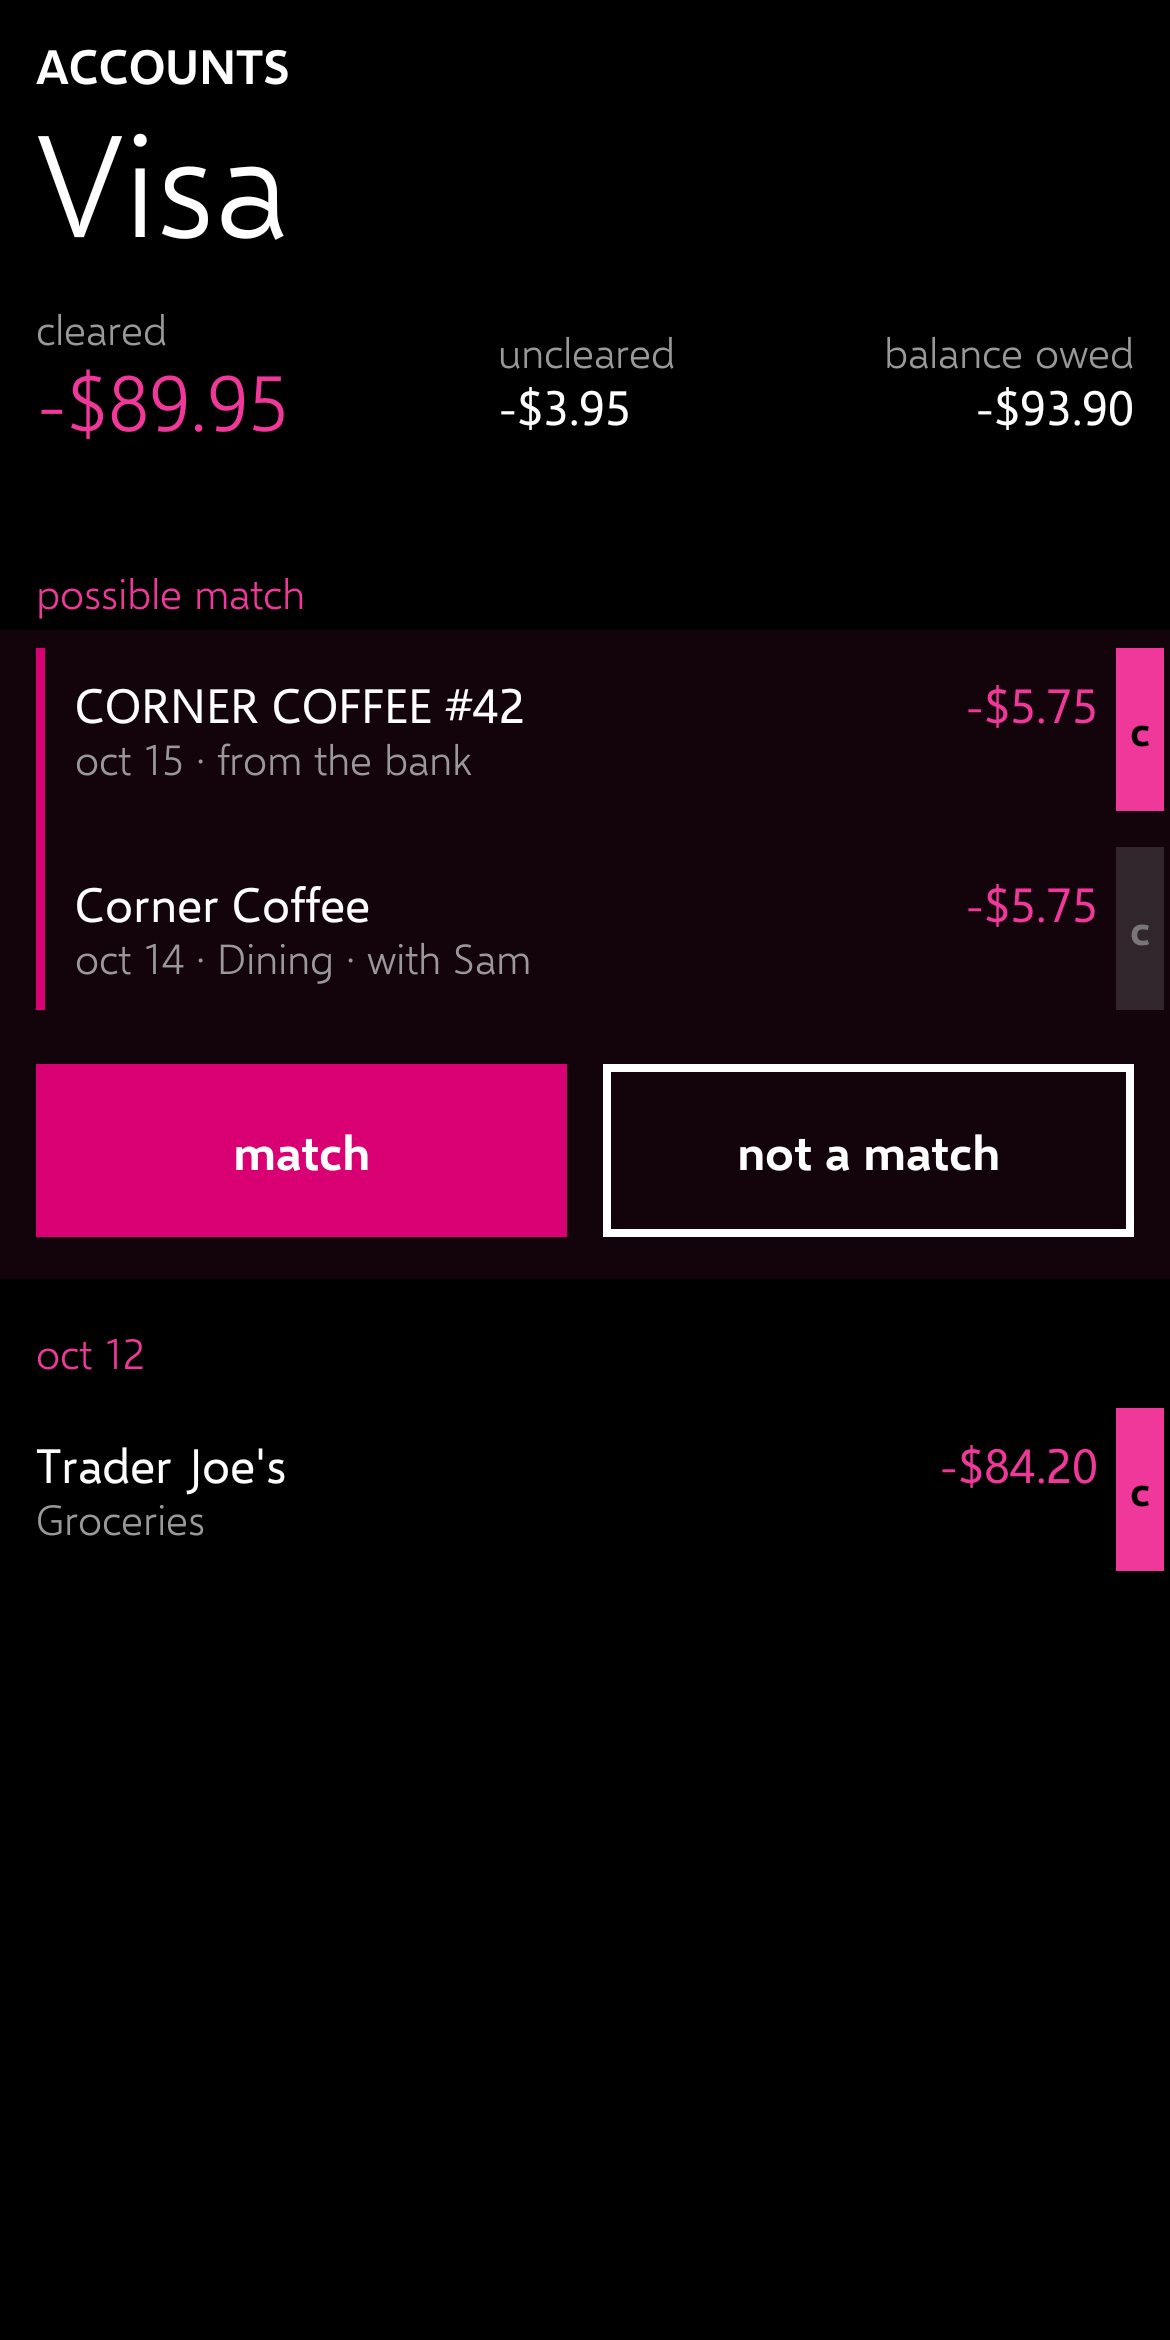 ACCOUNTS
Visa
cleared
-$89.95
uncleared
-$3.95
balance owed
-$93.90
possible match
CORNER COFFEE #42
-$5.75
c
oct 15 · from the bank
Corner Coffee
-$5.75
c
oct 14 · Dining · with Sam
match
not a match
oct 12
Trader Joe's
-$84.20
c
Groceries